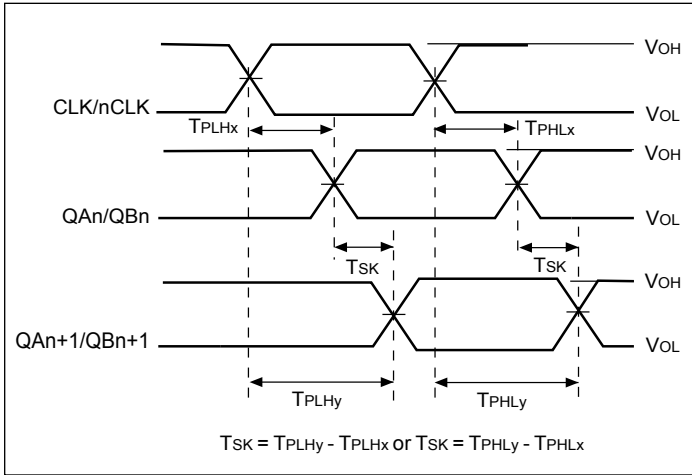 VOH
CLK/nCLK
VOL
TPLHx
TPHLx
VOH
QAn/QBn
VOL
TSK
TSK
VOH
QAn+1/QBn+1
VOL
TPLHy
TPHLy
TSK = TPLHy - TPLHx or TSK = TPHLy - TPHLx